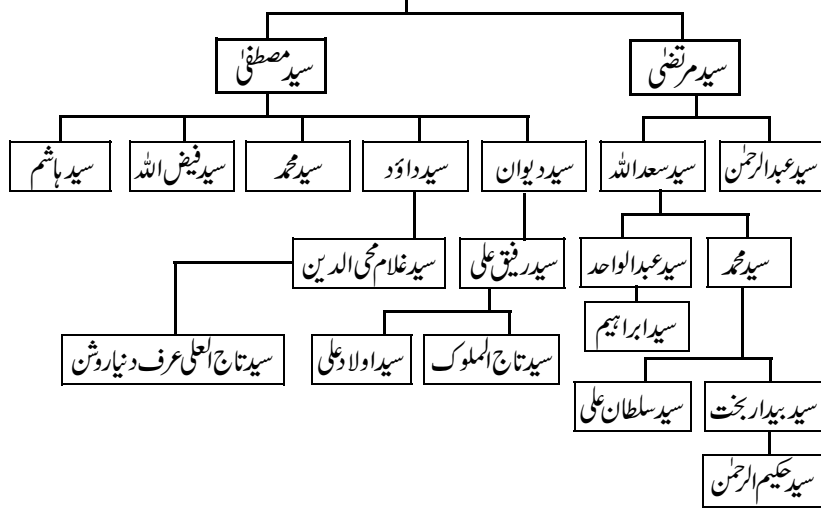 سید مرتضیٰ
سید مصطفیٰ
سید عبدالرحمٰن
سید سعد اللہ
سید دیوان
سید داؤد
سید محمد
سید فیض اللہ
سید ہاشم
سید محمد
سید عبدالواحد
سید رفیق علی
سید غلام محی الدین
سید ابراہیم
سید تاج الملوک
سید اولاد علی
سید تاج العلی عرف دنیا روشن
سید بیدار بخت
سید سلطان علی
سید حکیم الرحمٰن